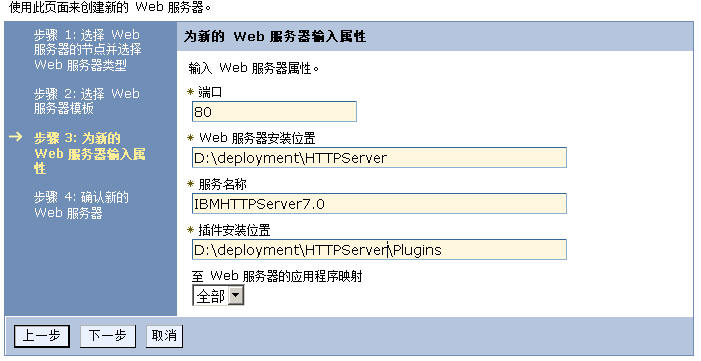 使用此页面来创建新的 Web 服务器。
步骤 1: 选择 Web
服务器的节点并选择
Web 服务器类型
步骤 2: 选择 Web
服务器模板
→ 步骤 3: 为新的
Web 服务器输入属
性
步骤 4: 确认新的
Web 服务器
为新的 Web 服务器输入属性
输入 Web 服务器属性。
* 端口
80
* Web 服务器安装位置
D:\deployment\HTTPServer
* 服务名称
IBMHTTPServer7.0
* 插件安装位置
D:\deployment\HTTPServer\Plugins
至 Web 服务器的应用程序映射
全部
上一步 下一步 取消